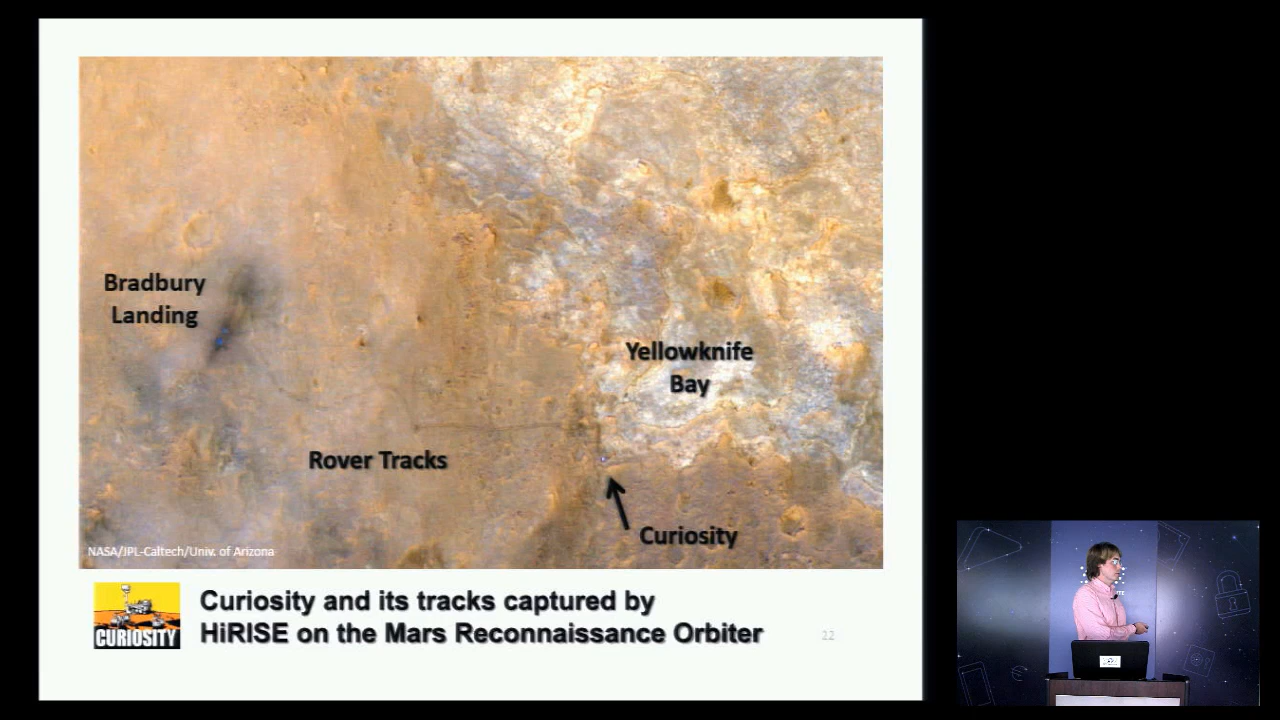 Bradbury
Landing
Yellowknife
Bay
Rover Tracks
Curiosity
NASA/JPL-Caltech/Univ. of Arizona
CURIOSITY
Curiosity and its tracks captured by
HiRISE on the Mars Reconnaissance Orbiter
22